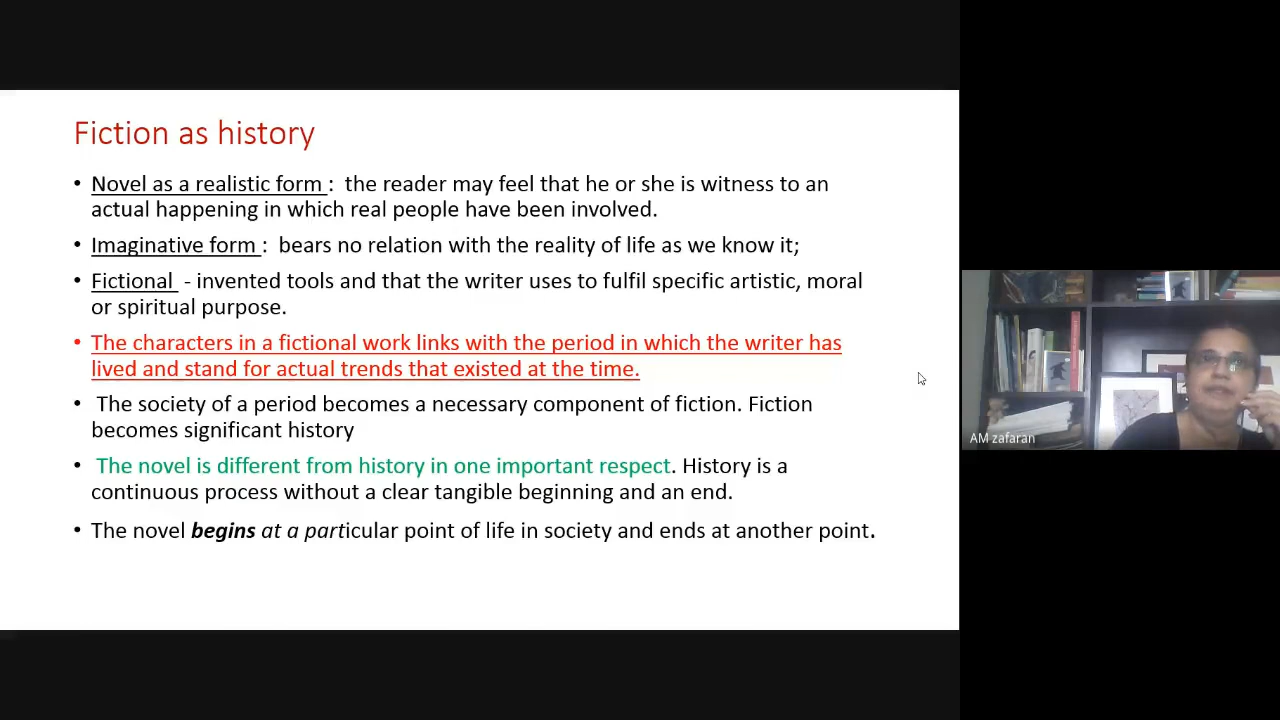 Fiction as history
• Novel as a realistic form : the reader may feel that he or she is witness to an
actual happening in which real people have been involved.
• Imaginative form : bears no relation with the reality of life as we know it;
• Fictional - invented tools and that the writer uses to fulfil specific artistic, moral
or spiritual purpose.
• The characters in a fictional work links with the period in which the writer has
lived and stand for actual trends that existed at the time.
• The society of a period becomes a necessary component of fiction. Fiction
becomes significant history
• The novel is different from history in one important respect. History is a
continuous process without a clear tangible beginning and an end.
• The novel begins at a particular point of life in society and ends at another point.
AM zafaran